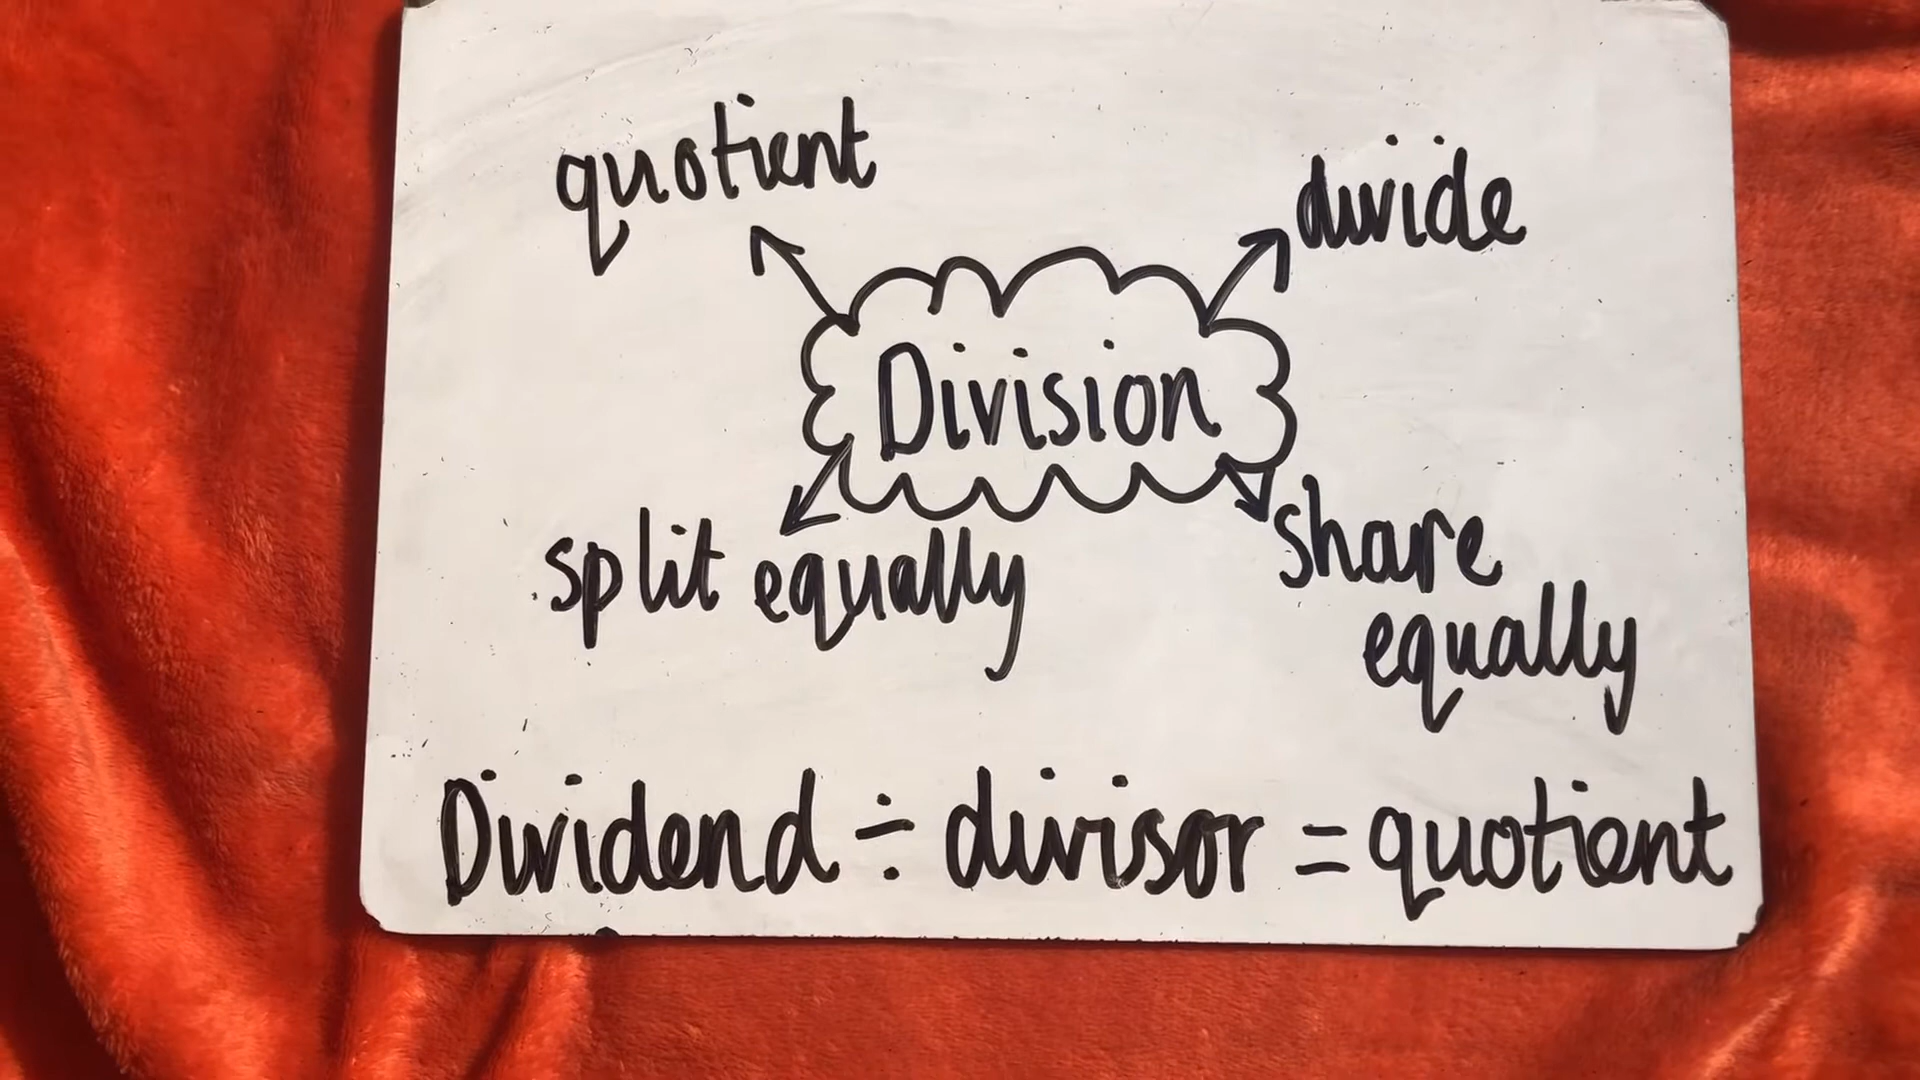 quotient
divide
Division
split equally
share
equally
Dividend ÷ divisor = quotient